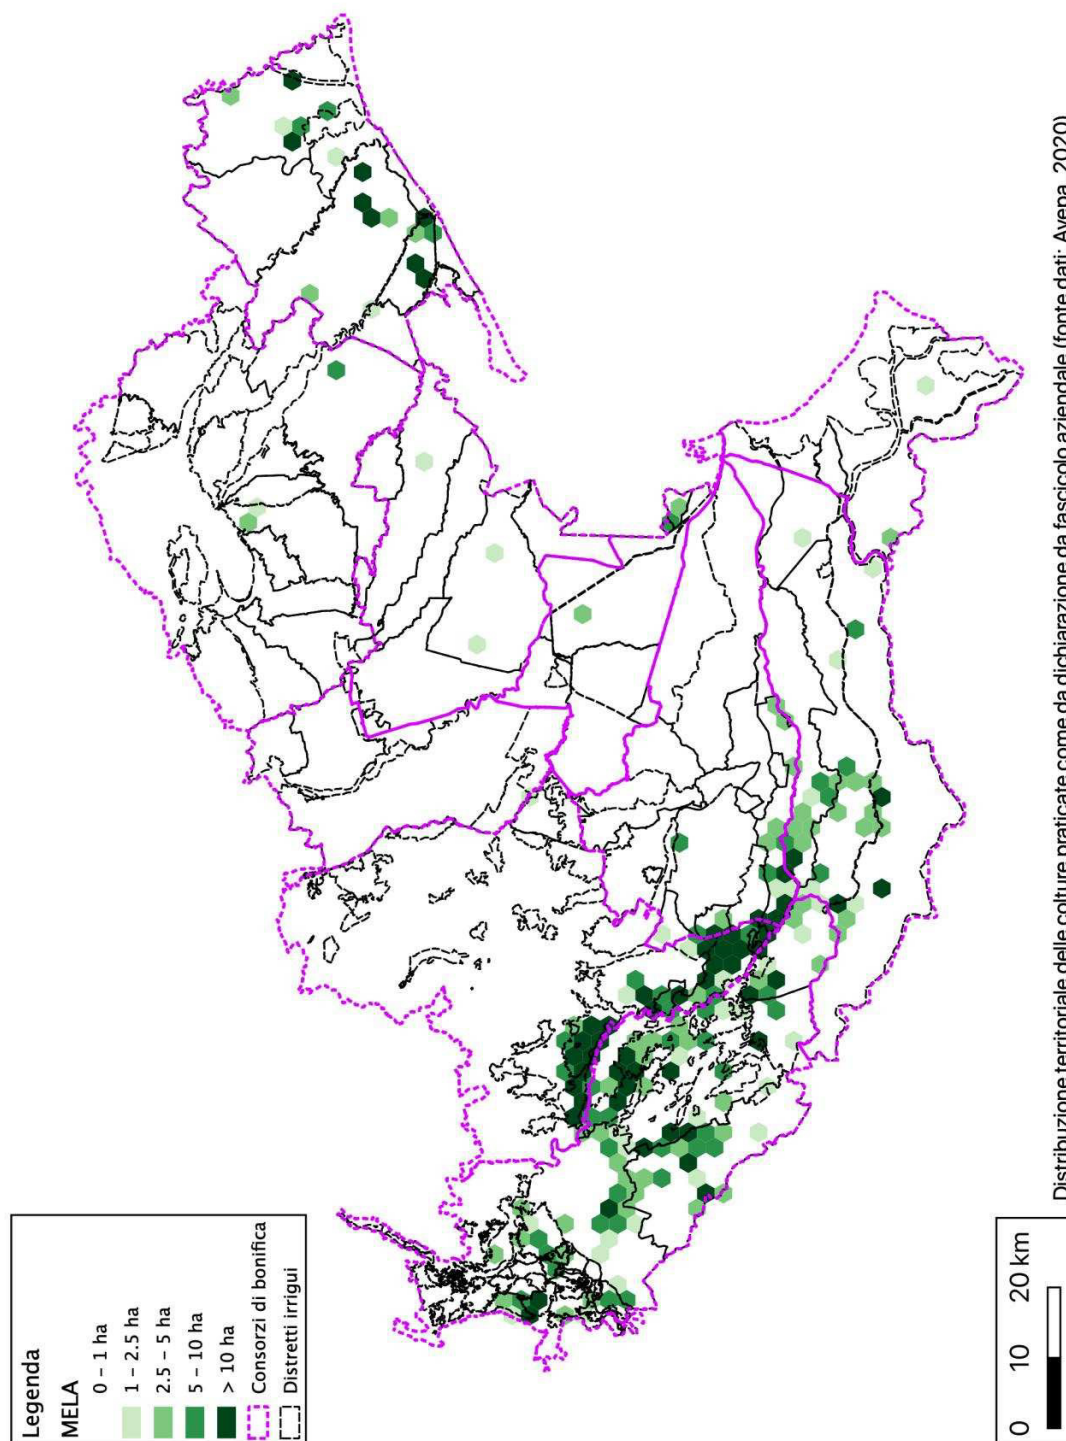 Legenda
MELA
0 – 1 ha
1 – 2.5 ha
2.5 – 5 ha
5 – 10 ha
> 10 ha
Consorzi di bonifica
Distretti irrigui
0 10 20 km
Distribuzione territoriale delle colture praticate come da dichiarazione da fascicolo aziendale (fonte dati: Avepa, 2020)